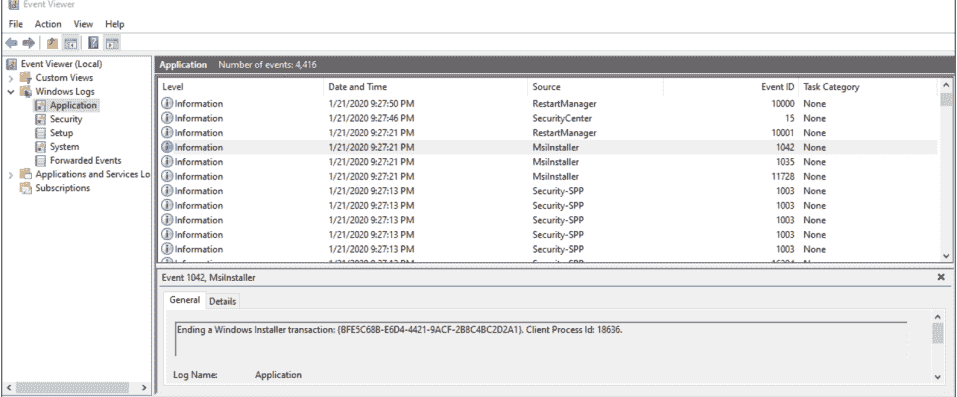 Event Viewer
File Action View Help
Event Viewer (Local)
Custom Views
Windows Logs
Application
Security
Setup
System
Forwarded Events
Applications and Services Lo
Subscriptions
Application Number of events: 4,416
Level Date and Time Source Event ID Task Category
Information 1/21/2020 9:27:50 PM RestartManager 10000 None
Information 1/21/2020 9:27:46 PM SecurityCenter 15 None
Information 1/21/2020 9:27:21 PM RestartManager 10001 None
Information 1/21/2020 9:27:21 PM MsiInstaller 1042 None
Information 1/21/2020 9:27:21 PM MsiInstaller 1035 None
Information 1/21/2020 9:27:21 PM MsiInstaller 11728 None
Information 1/21/2020 9:27:13 PM Security-SPP 1003 None
Information 1/21/2020 9:27:13 PM Security-SPP 1003 None
Information 1/21/2020 9:27:13 PM Security-SPP 1003 None
Information 1/21/2020 9:27:13 PM Security-SPP 1003 None
Information 1/21/2020 9:27:13 PM Security-SPP 1003 None
Event 1042, MsiInstaller
General Details
Ending a Windows Installer transaction: {BFE5C68B-E6D4-4421-9ACF-2B8C4BC2D2A1}. Client Process Id: 18636.
Log Name: Application